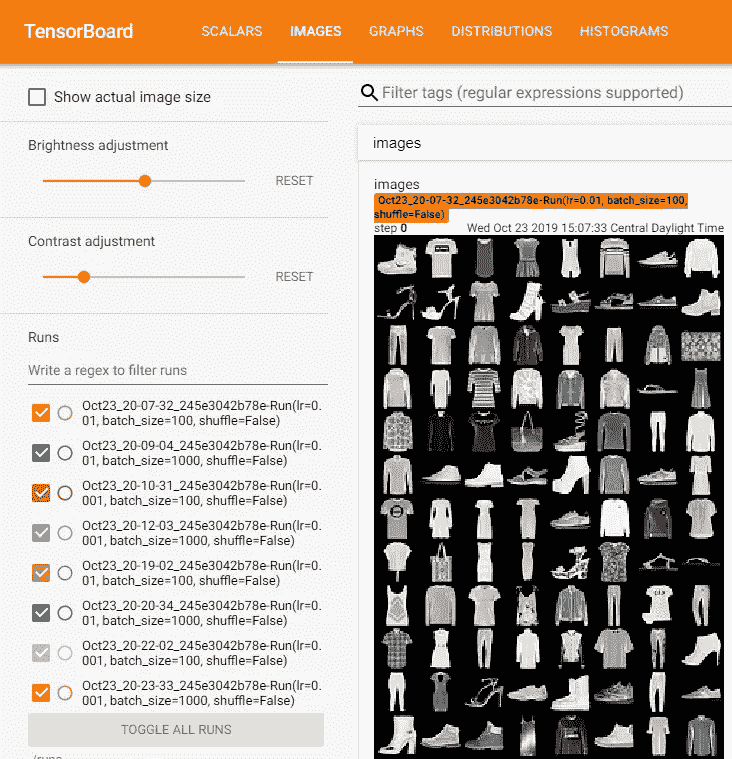 TensorBoard
SCALARS
IMAGES
GRAPHS
DISTRIBUTIONS
HISTOGRAMS
Show actual image size
Brightness adjustment
RESET
Contrast adjustment
RESET
Runs
Write a regex to filter runs
Oct23_20-07-32_245e3042b78e-Run(lr=0.
01, batch_size=100, shuffle=False)
Oct23_20-09-04_245e3042b78e-Run(lr=0.
01, batch_size=1000, shuffle=False)
Oct23_20-10-31_245e3042b78e-Run(lr=0.
001, batch_size=100, shuffle=False)
Oct23_20-12-03_245e3042b78e-Run(lr=0.
001, batch_size=1000, shuffle=False)
Oct23_20-19-02_245e3042b78e-Run(lr=0.
01, batch_size=100, shuffle=False)
Oct23_20-20-34_245e3042b78e-Run(lr=0.
01, batch_size=1000, shuffle=False)
Oct23_20-22-02_245e3042b78e-Run(lr=0.
001, batch_size=100, shuffle=False)
Oct23_20-23-33_245e3042b78e-Run(lr=0.
001, batch_size=1000, shuffle=False)
TOGGLE ALL RUNS
/runs
Filter tags (regular expressions supported)
images
images
Oct23_20-07-32_245e3042b78e-Run(lr=0.01, batch_size=100,
shuffle=False)
step 0
Wed Oct 23 2019 15:07:33 Central Daylight Time